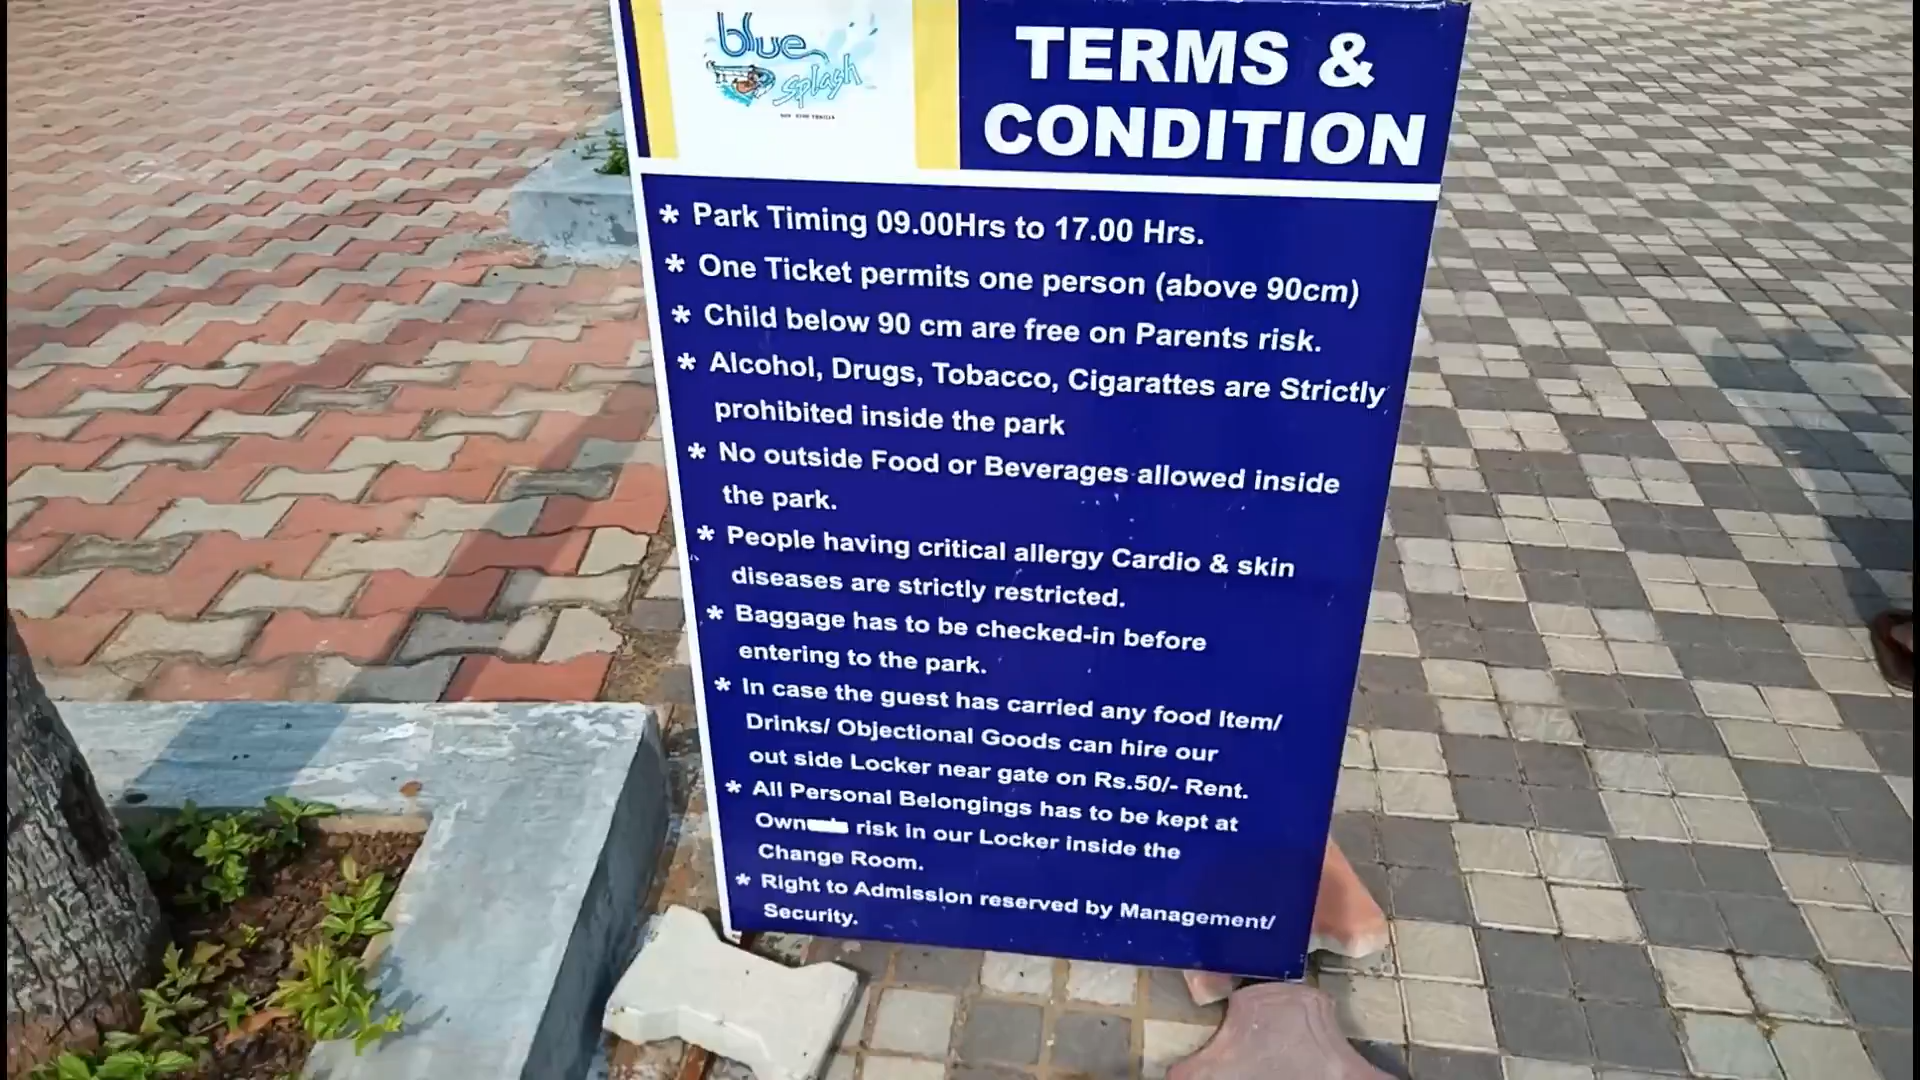 blue
splash
TERMS &
CONDITION
* Park Timing 09.00Hrs to 17.00 Hrs.
* One Ticket permits one person (above 90cm)
* Child below 90 cm are free on Parents risk.
* Alcohol, Drugs, Tobacco, Cigarattes are Strictly
prohibited inside the park
* No outside Food or Beverages allowed inside
the park.
* People having critical allergy Cardio & skin
diseases are strictly restricted.
* Baggage has to be checked-in before
entering to the park.
* In case the guest has carried any food Item/
Drinks/ Objectional Goods can hire our
out side Locker near gate on Rs.50/- Rent.
* All Personal Belongings has to be kept at
Own risk in our Locker inside the
Change Room.
* Right to Admission reserved by Management/
Security.